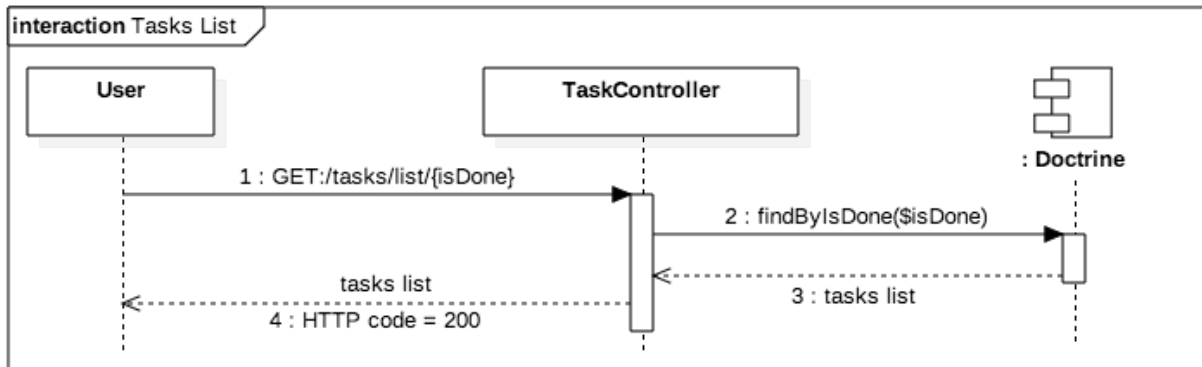 interaction Tasks List
User
TaskController
: Doctrine
1 : GET:/tasks/list/{isDone}
2 : findByIsDone($isDone)
3 : tasks list
tasks list
4 : HTTP code = 200